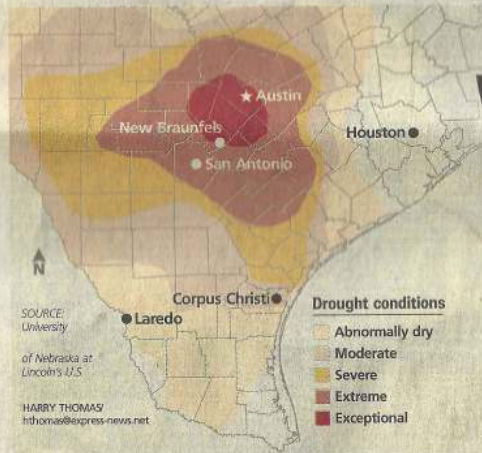 Austin
New Braunfels
Houston
San Antonio
N
Corpus Christi
Laredo
SOURCE:
University
of Nebraska at
Lincoln's U.S.
HARRY THOMAS/
hthomas@express-news.net
Drought conditions
Abnormally dry
Moderate
Severe
Extreme
Exceptional